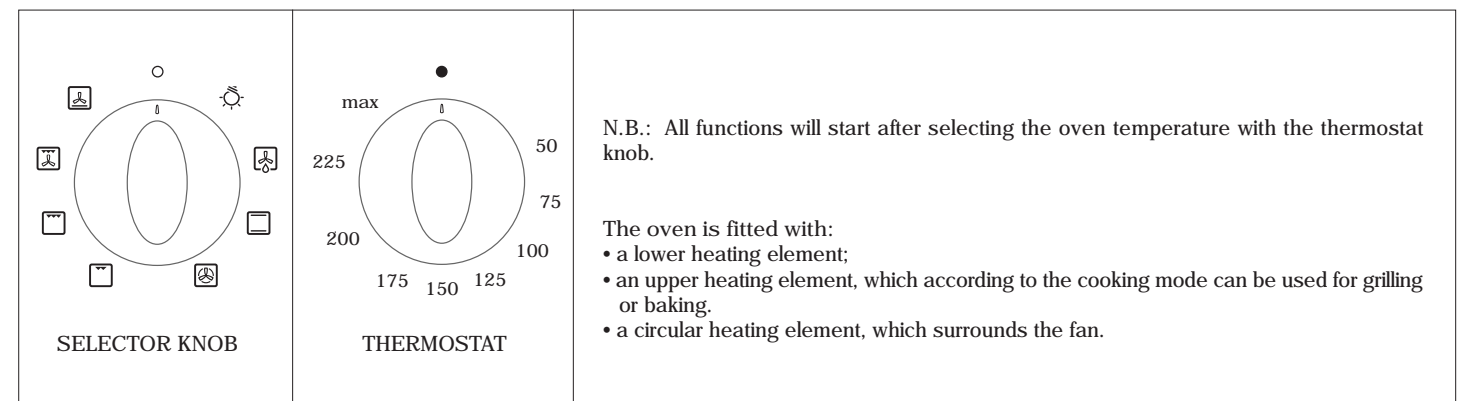 max
50
225
75
200
100
175
150
125
SELECTOR KNOB
THERMOSTAT
N.B.: All functions will start after selecting the oven temperature with the thermostat
knob.
The oven is fitted with:
• a lower heating element;
• an upper heating element, which according to the cooking mode can be used for grilling
or baking.
• a circular heating element, which surrounds the fan.